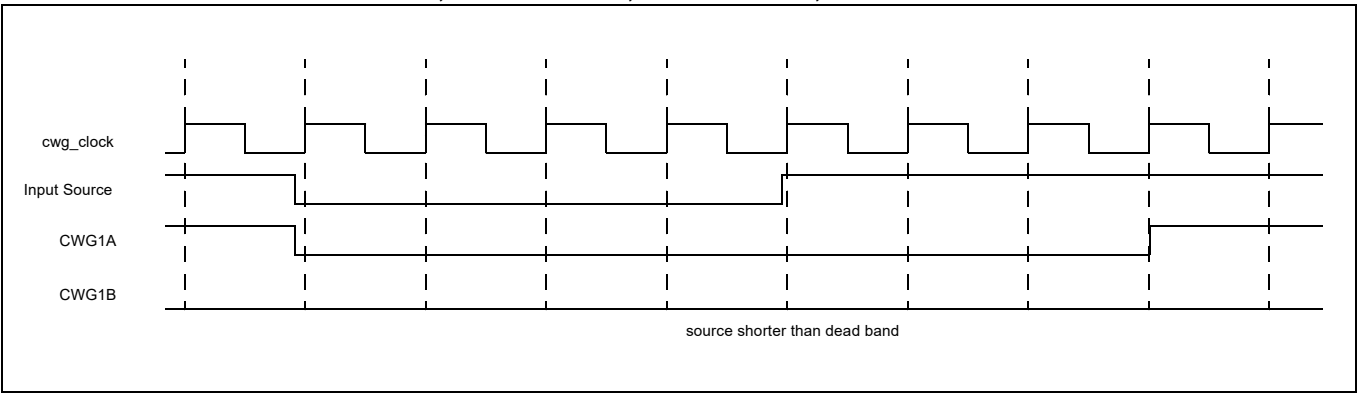 cwg_clock
Input Source
CWG1A
CWG1B
source shorter than dead band